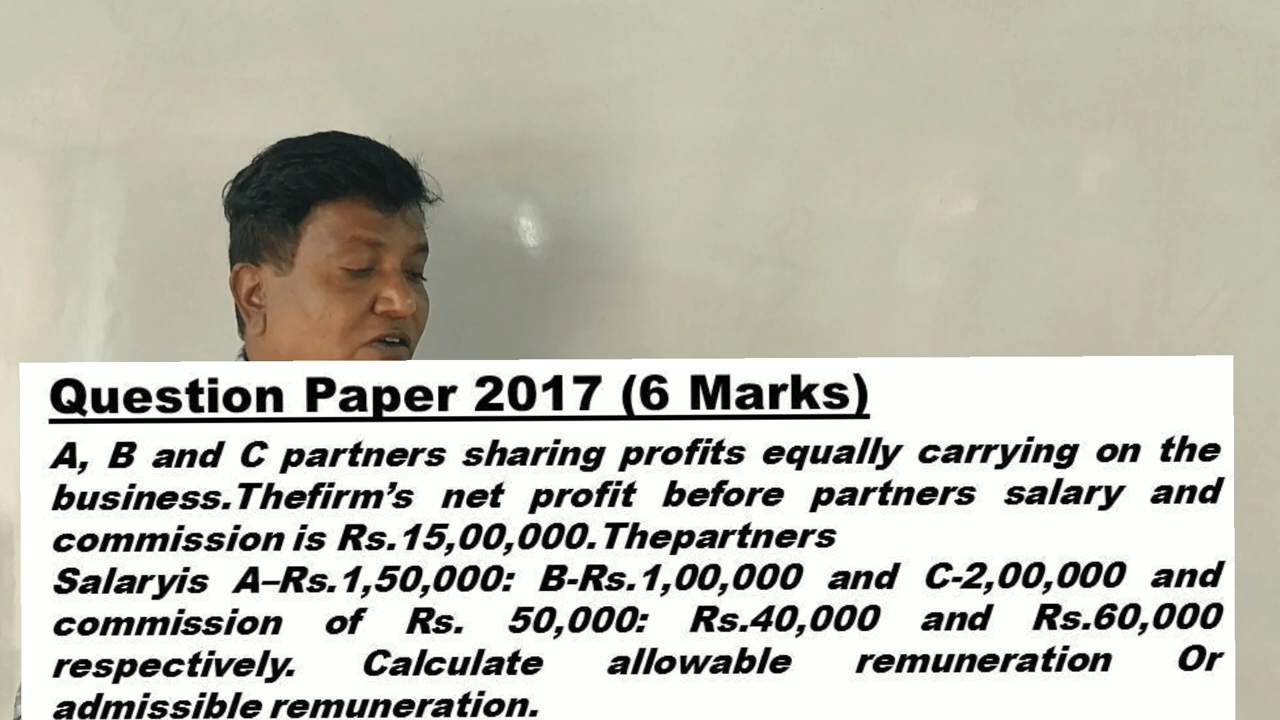 Question Paper 2017 (6 Marks)
A, B and C partners sharing profits equally carrying on the
business.Thefirm's net profit before partners salary and
commission is Rs.15,00,000.Thepartners
Salaryis A–Rs.1,50,000: B-Rs.1,00,000 and C-2,00,000 and
commission of Rs. 50,000: Rs.40,000 and Rs.60,000
respectively. Calculate allowable remuneration Or
admissible remuneration.